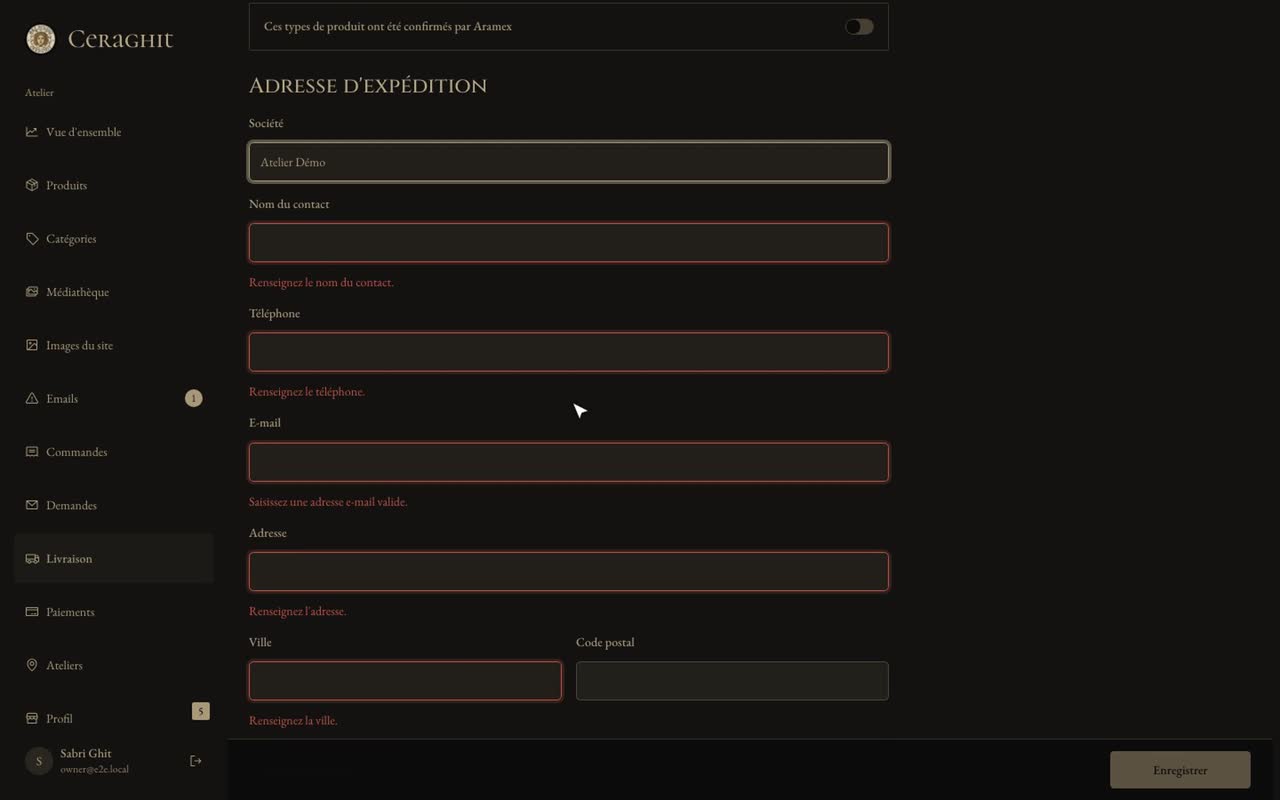 Ces types de produit ont été confirmés par Aramex
Ceraghit
Adresse d'expédition
Atelier
Société
Vue d'ensemble
Atelier Démo
Produits
Nom du contact
Catégories
Renseignez le nom du contact.
Médiathèque
Téléphone
Images du site
Renseignez le téléphone.
Emails
1
E-mail
Commandes
Saisissez une adresse e-mail valide.
Demandes
Adresse
Livraison
Renseignez l'adresse.
Paiements
Ville
Code postal
Ateliers
Renseignez la ville.
Profil
5
S
Sabri Ghit
owner@e2e.local
Enregistrer